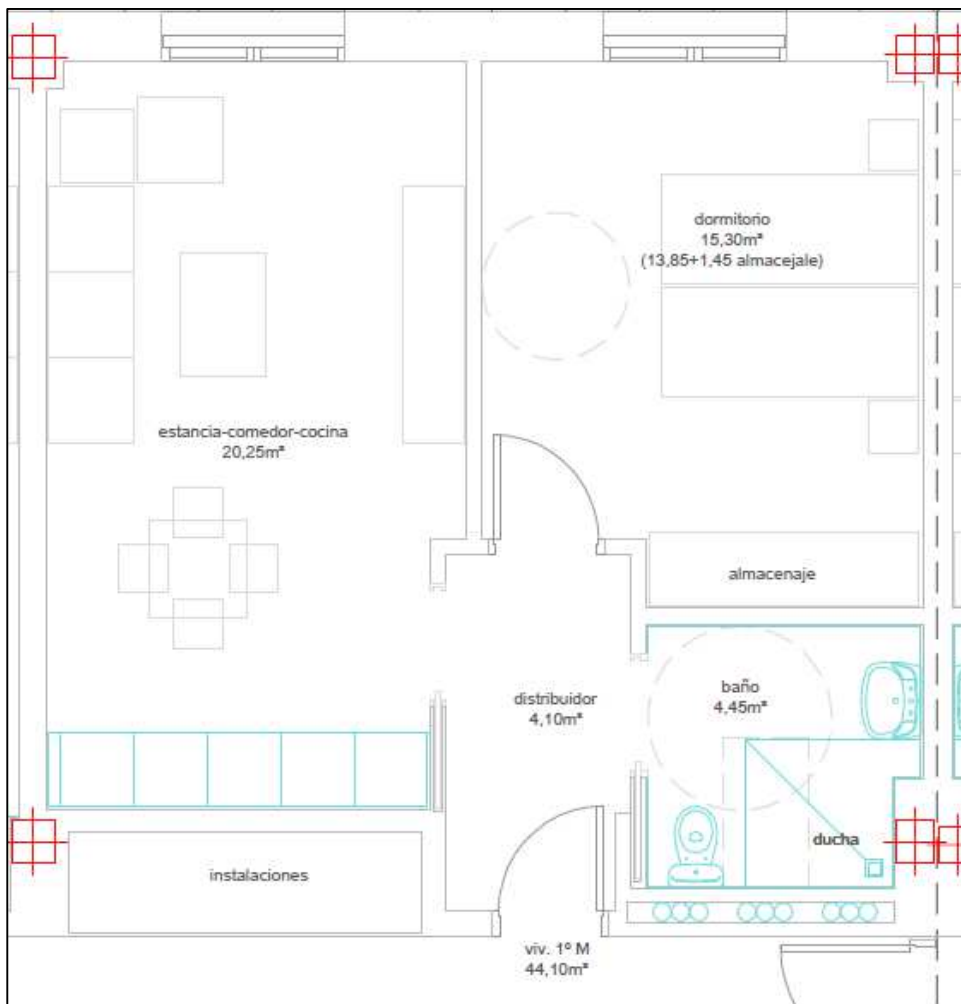 dormitorio
15,30m²
(13,85+1,45 almacejale)
estancia-comedor-cocina
20,25m²
almacenaje
distribuidor
4,10m²
baño
4,45m²
ducha
instalaciones
viv. 1º M
44,10m²